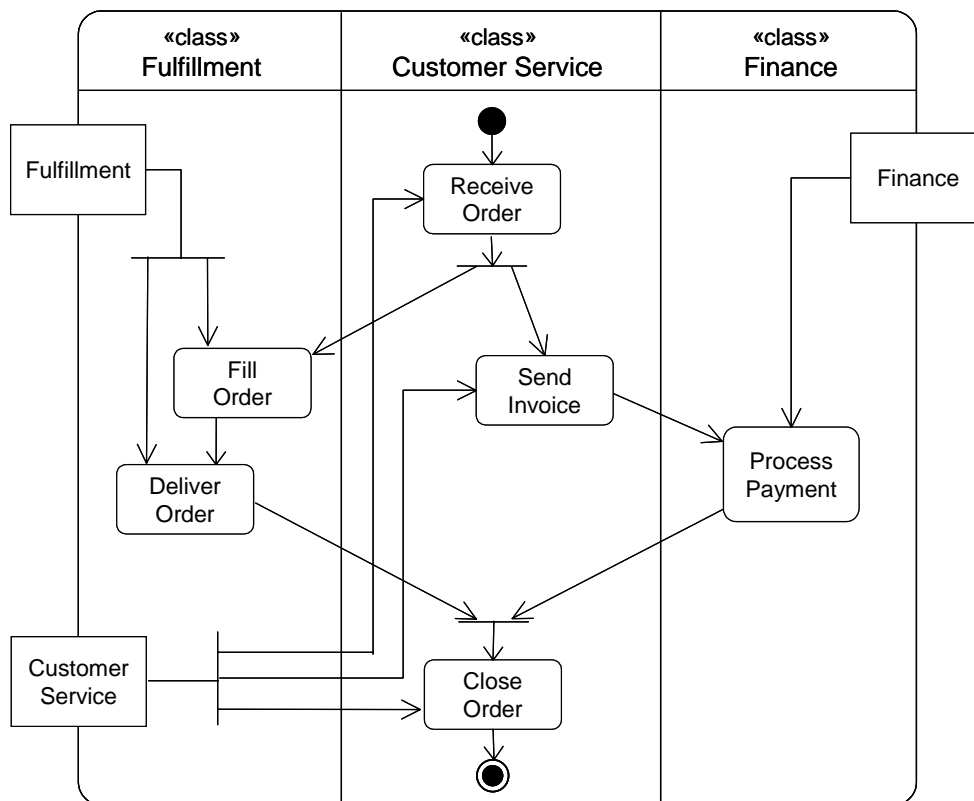 «class»
Fulfillment
«class»
Customer Service
«class»
Finance
Fulfillment
Finance
Receive
Order
Fill
Order
Send
Invoice
Deliver
Order
Process
Payment
Customer
Service
Close
Order